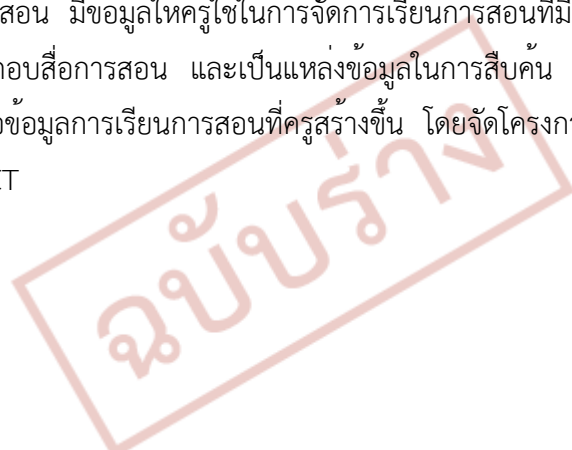 สอน มีข้อมูลให้ครูใช้ในการจัดการเรียนการสอนที่มี
กอบสื่อการสอน และเป็นแหล่งข้อมูลในการสืบค้น
ข้อมูลการเรียนการสอนที่ครูสร้างขึ้น โดยจัดโครงกา
ฉบับร่าง